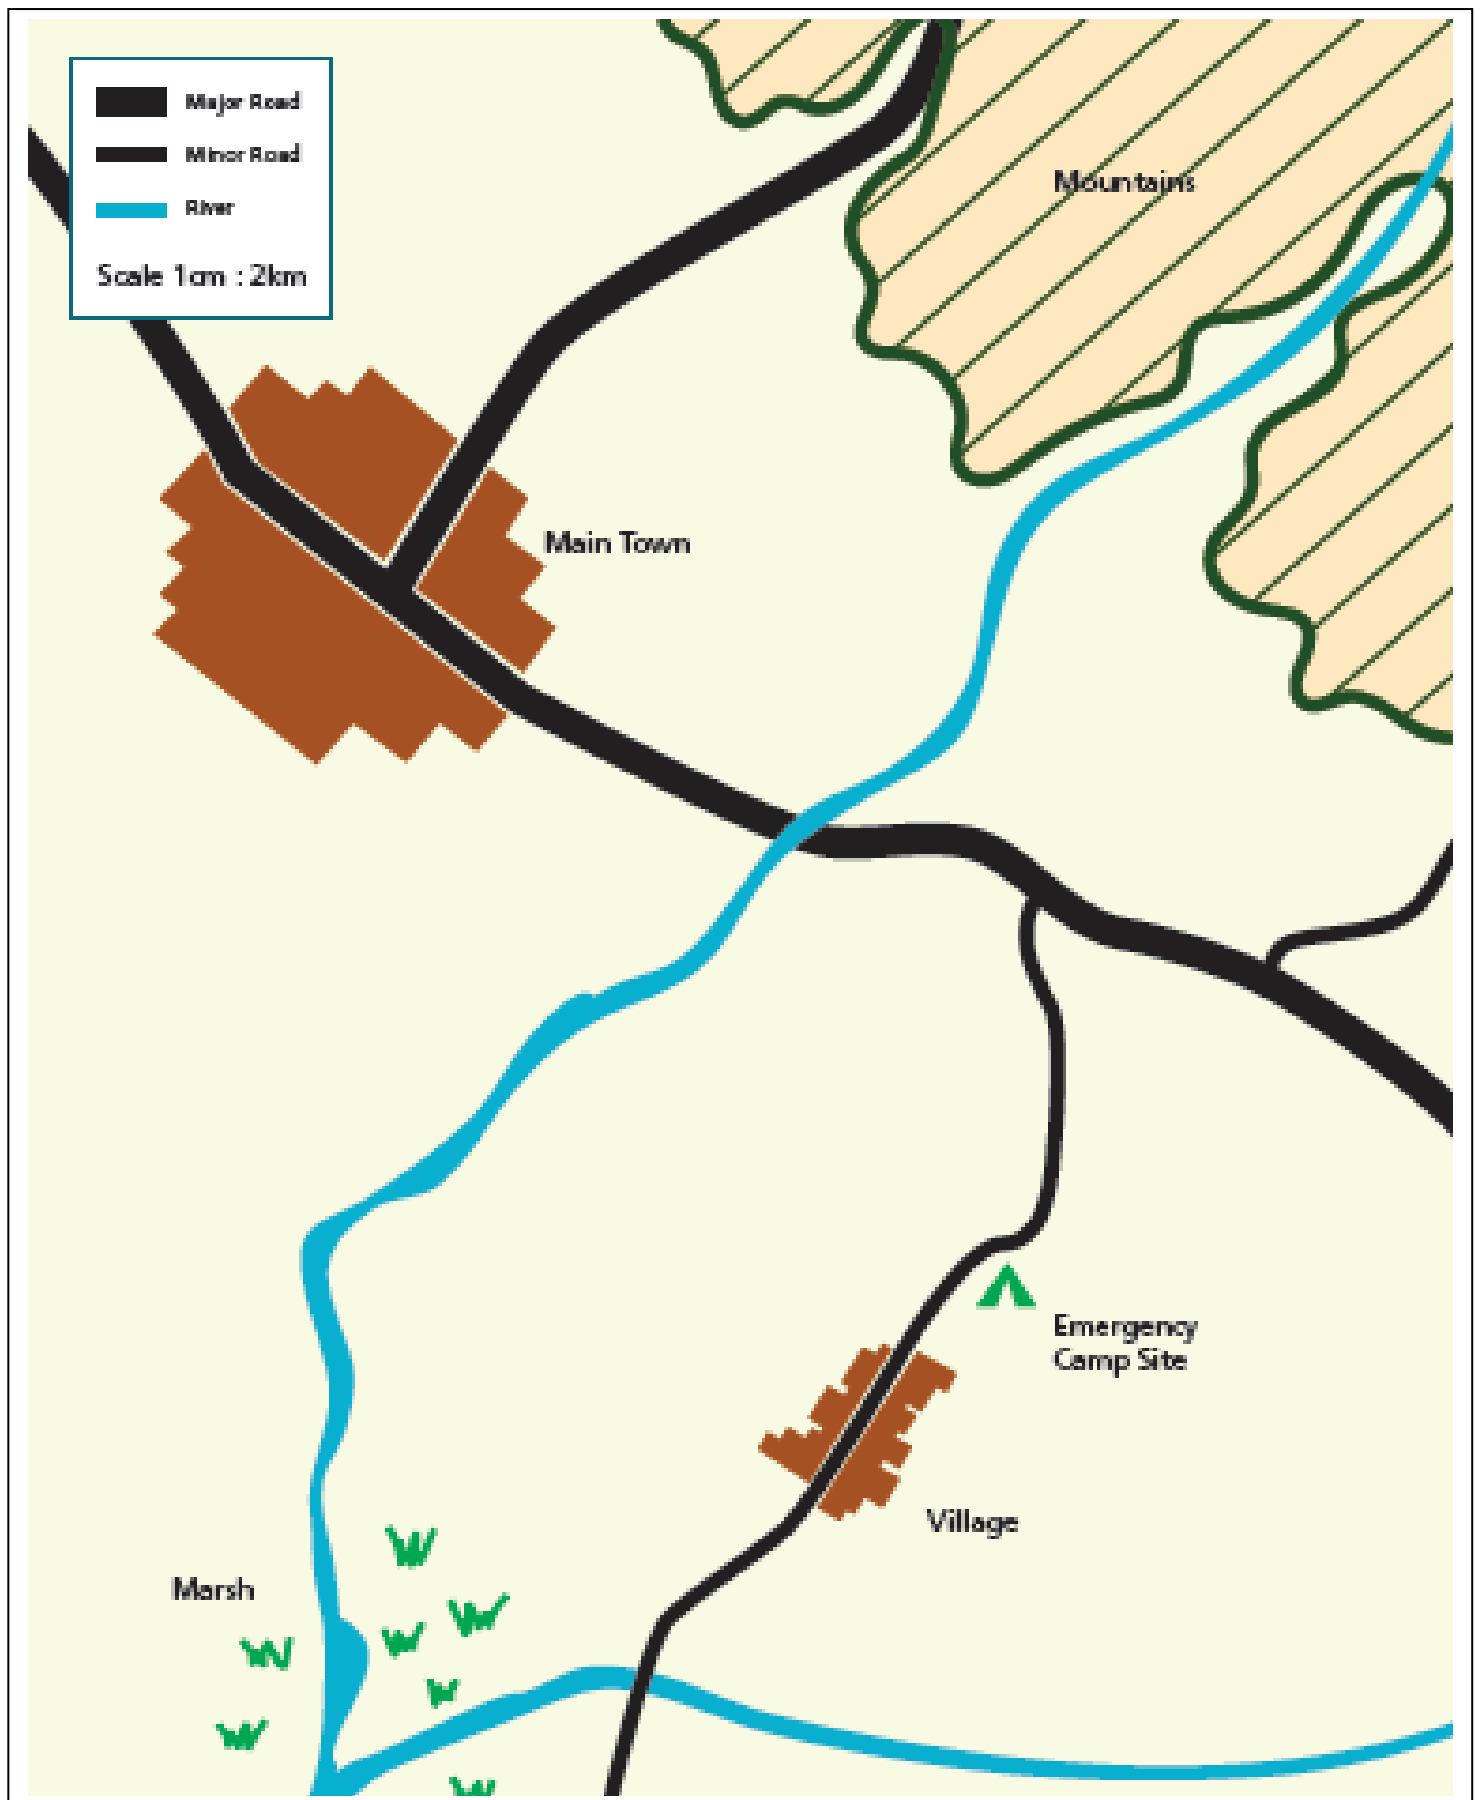 Major Road
Minor Road
River
Scale 1cm : 2km
Mountains
Main Town
Emergency
Camp Site
Village
Marsh